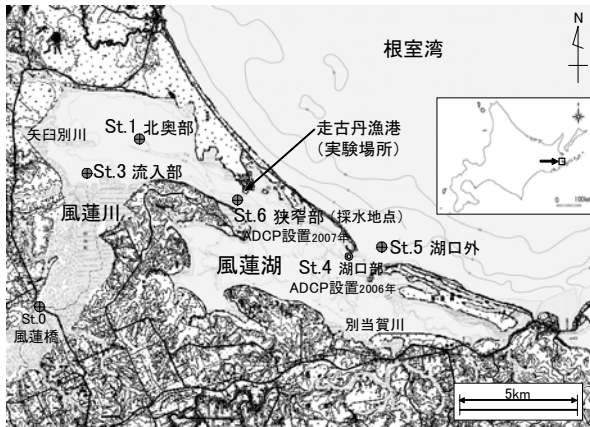 N
根室湾
走古丹漁港
(実験場所)
矢臼別川
St.1 北奥部
St.3 流入部
風蓮川
St.6 狭窄部 (採水地点)
ADCP設置2007年
St.5 湖口外
風蓮湖
St.4 湖口部
ADCP設置2006年
St.0
風蓮橋
別当賀川
0 100km
5km